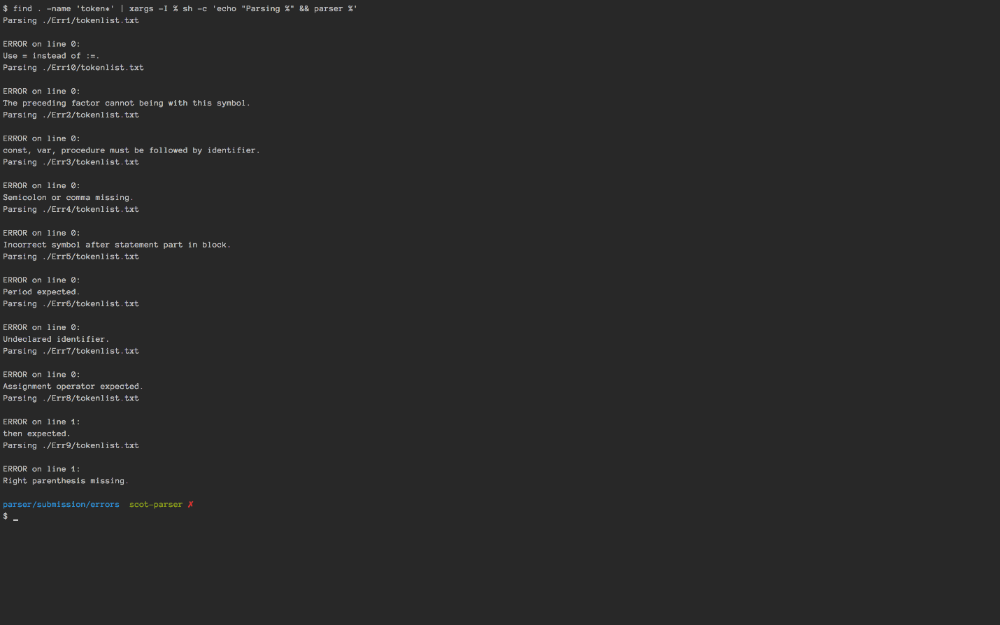 $ find . -name 'token*' | xargs -I % sh -c 'echo "Parsing %" && parser %'
Parsing ./Err1/tokenlist.txt
ERROR on line 0:
Use = instead of :=.
Parsing ./Err10/tokenlist.txt
ERROR on line 0:
The preceding factor cannot being with this symbol.
Parsing ./Err2/tokenlist.txt
ERROR on line 0:
const, var, procedure must be followed by identifier.
Parsing ./Err3/tokenlist.txt
ERROR on line 0:
Semicolon or comma missing.
Parsing ./Err4/tokenlist.txt
ERROR on line 0:
Incorrect symbol after statement part in block.
Parsing ./Err5/tokenlist.txt
ERROR on line 0:
Period expected.
Parsing ./Err6/tokenlist.txt
ERROR on line 0:
Undeclared identifier.
Parsing ./Err7/tokenlist.txt
ERROR on line 0:
Assignment operator expected.
Parsing ./Err8/tokenlist.txt
ERROR on line 1:
then expected.
Parsing ./Err9/tokenlist.txt
ERROR on line 1:
Right parenthesis missing.
parser/submission/errors scot-parser ✗
$ _